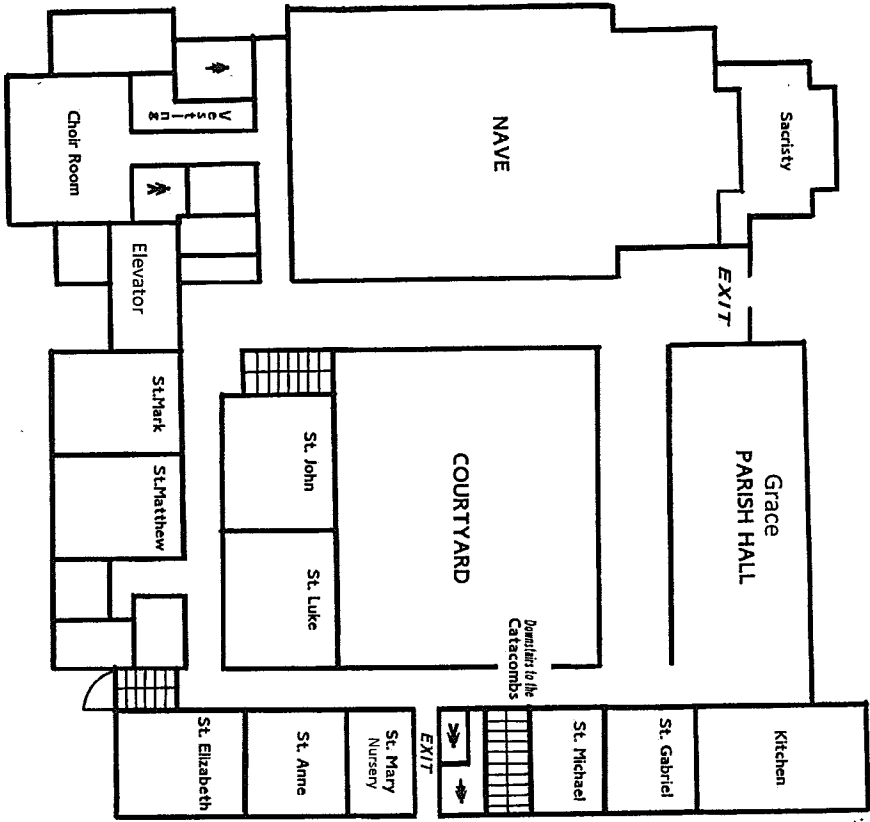 NAVE
Sacristy
Vesting
Choir Room
Elevator
EXIT
St.Mark
St.Matthew
St. John
St. Luke
COURTYARD
Grace
PARISH HALL
Downstairs to the
Catacombs
St. Elizabeth
St. Anne
St. Mary
Nursery
EXIT
St. Michael
St. Gabriel
Kitchen